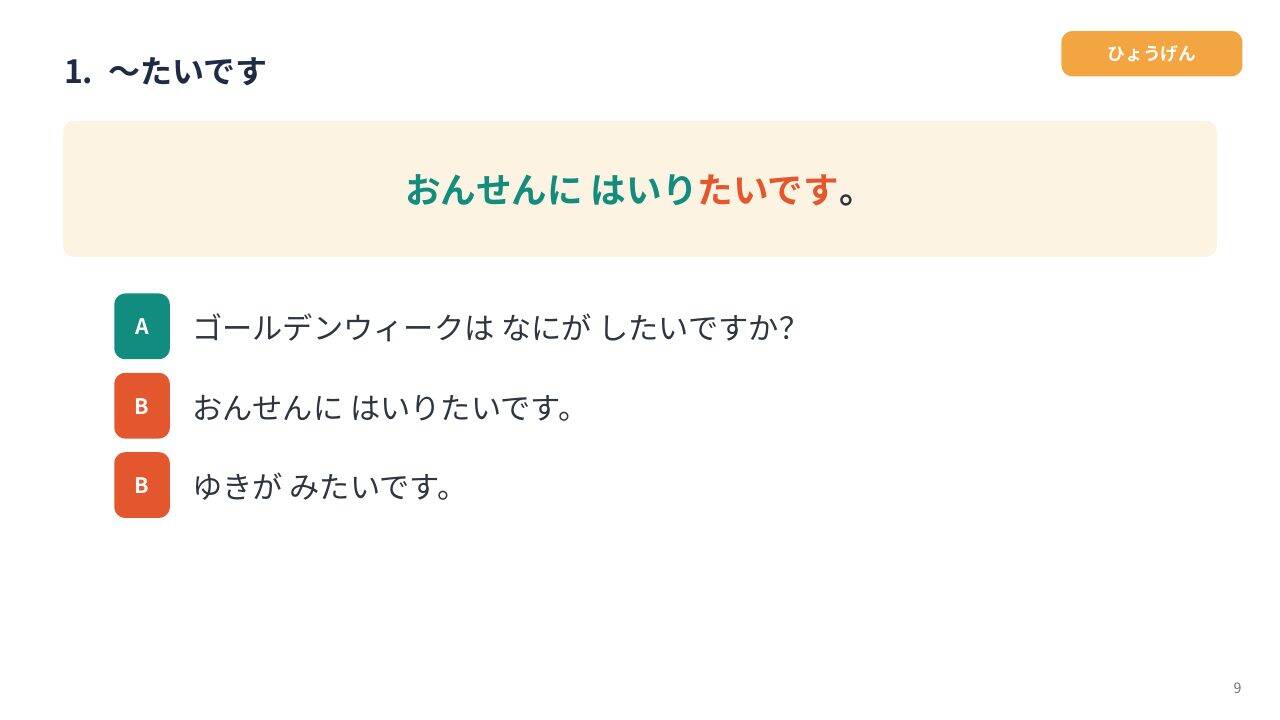 1. ～たいです
ひょうげん
おんせんに はいりたいです。
A ゴールデンウィークは なにが したいですか？
B おんせんに はいりたいです。
B ゆきが みたいです。
9